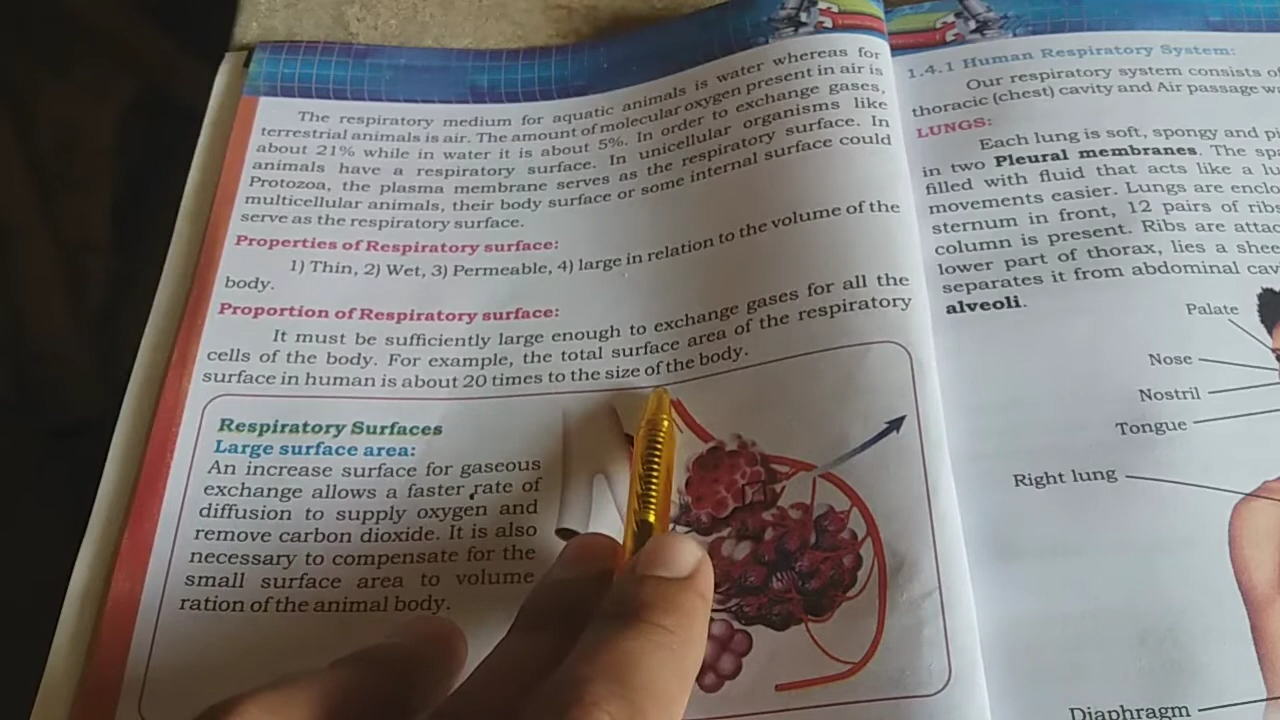 The respiratory medium for aquatic animals is water whereas for
terrestrial animals is air. The amount of molecular oxygen present in air is
about 21% while in water it is about 5%. In order to exchange gases,
animals have a respiratory surface. In unicellular organisms like
Protozoa, the plasma membrane serves as the respiratory surface. In
multicellular animals, their body surface or some internal surface could
serve as the respiratory surface.
Properties of Respiratory surface:
1) Thin, 2) Wet, 3) Permeable, 4) large in relation to the volume of the
body.
Proportion of Respiratory surface:
It must be sufficiently large enough to exchange gases for all the
cells of the body. For example, the total surface area of the respiratory
surface in human is about 20 times to the size of the body.
Respiratory Surfaces
Large surface area:
An increase surface for gaseous
exchange allows a faster rate of
diffusion to supply oxygen and
remove carbon dioxide. It is also
necessary to compensate for the
small surface area to volume
ration of the animal body.
1.4.1 Human Respiratory System:
Our respiratory system consists of
thoracic (chest) cavity and Air passage
LUNGS:
Each lung is soft, spongy and
in two Pleural membranes. The
filled with fluid that acts like a
movements easier. Lungs are
sternum in front, 12 pairs of ribs
column is present. Ribs are
lower part of thorax, lies a
separates it from abdominal
alveoli.
Palate
Nose
Nostril
Tongue
Right lung
Diaphragm